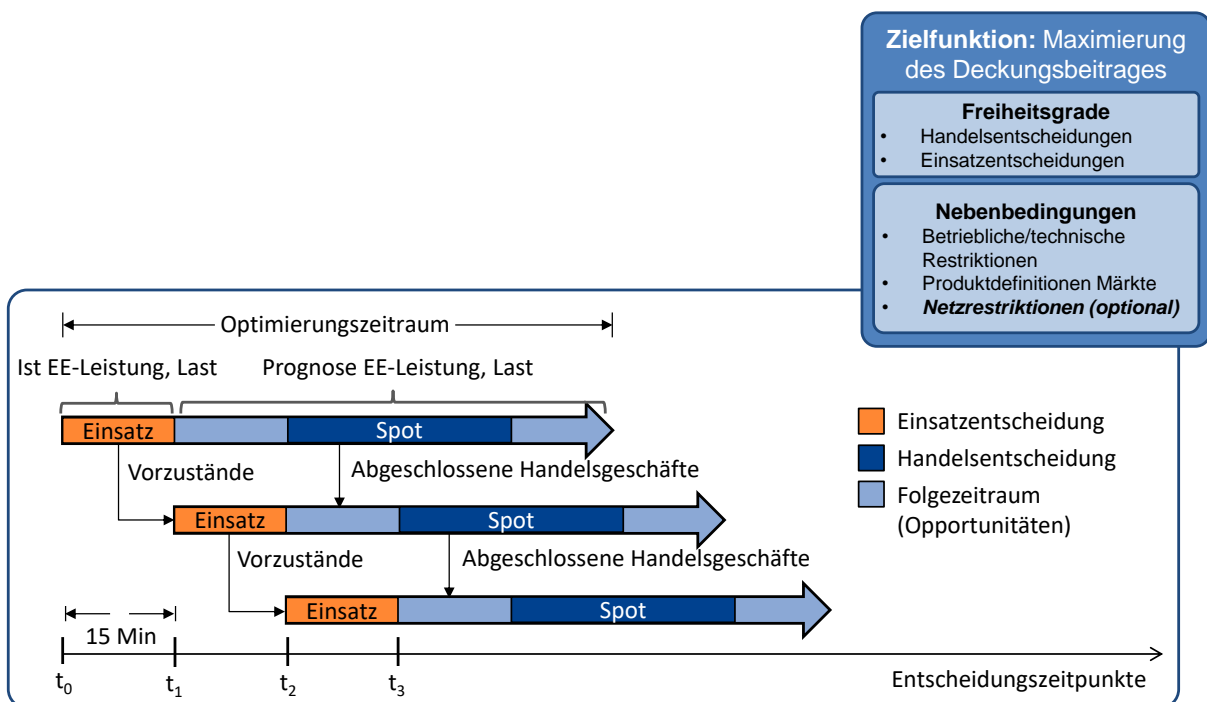 Zielfunktion: Maximierung
des Deckungsbeitrages
Freiheitsgrade
• Handelsentscheidungen
• Einsatzentscheidungen
Nebenbedingungen
• Betriebliche/technische
Restriktionen
• Produktdefinitionen Märkte
• Netzrestriktionen (optional)
Optimierungszeitraum
Ist EE-Leistung, Last
Prognose EE-Leistung, Last
Einsatz
Spot
Vorzustände
Abgeschlossene Handelsgeschäfte
Einsatz
Spot
Vorzustände
Abgeschlossene Handelsgeschäfte
Einsatz
Spot
Einsatzentscheidung
Handelsentscheidung
Folgezeitraum
(Opportunitäten)
15 Min
t0
t1
t2
t3
Entscheidungszeitpunkte